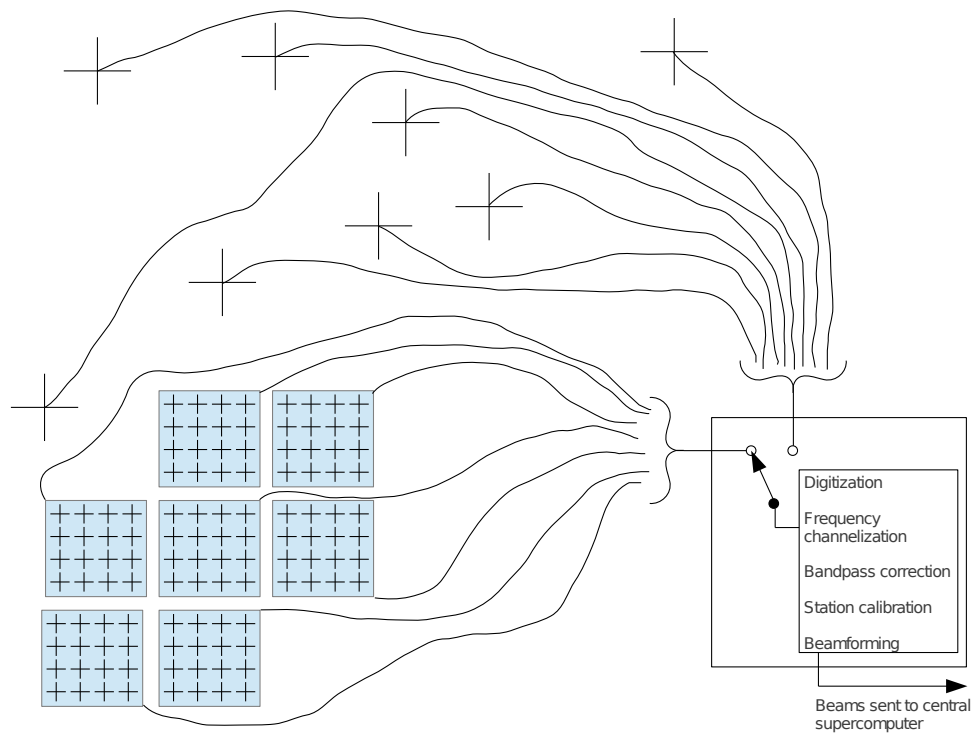 Digitization
Frequency
channelization
Bandpass correction
Station calibration
Beamforming
Beams sent to central
supercomputer